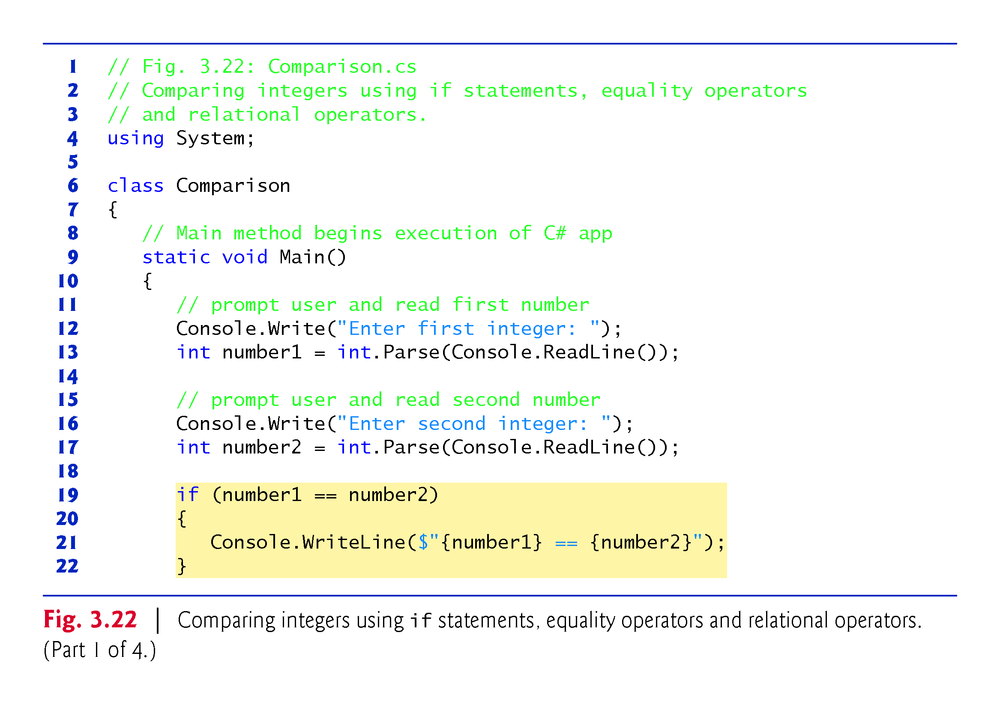 1 // Fig. 3.22: Comparison.cs
2 // Comparing integers using if statements, equality operators
3 // and relational operators.
4 using System;
5
6 class Comparison
7 {
8    // Main method begins execution of C# app
9    static void Main()
10    {
11       // prompt user and read first number
12       Console.Write("Enter first integer: ");
13       int number1 = int.Parse(Console.ReadLine());
14
15       // prompt user and read second number
16       Console.Write("Enter second integer: ");
17       int number2 = int.Parse(Console.ReadLine());
18
19       if (number1 == number2)
20       {
21          Console.WriteLine($"{number1} == {number2}");
22       }
Fig. 3.22 | Comparing integers using if statements, equality operators and relational operators.
(Part 1 of 4.)